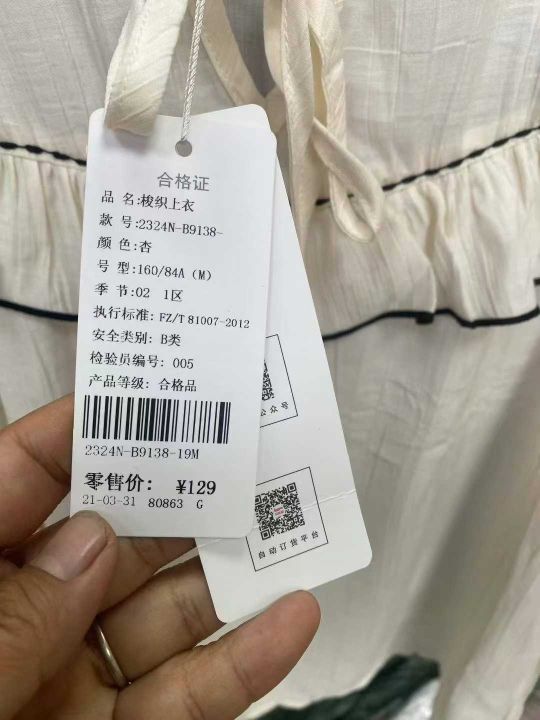 合格证
品 名:梭织上衣
款 号:2324N-B9138-
颜 色:杏
号 型:160/84A (M)
季 节:02 1区
执行标准: FZ/T 81007-2012
安全类别: B类
检验员编号: 005
产品等级: 合格品
2324N-B9138-19M
零售价: ¥129
21-03-31 80863 G
公众号
自动订货平台